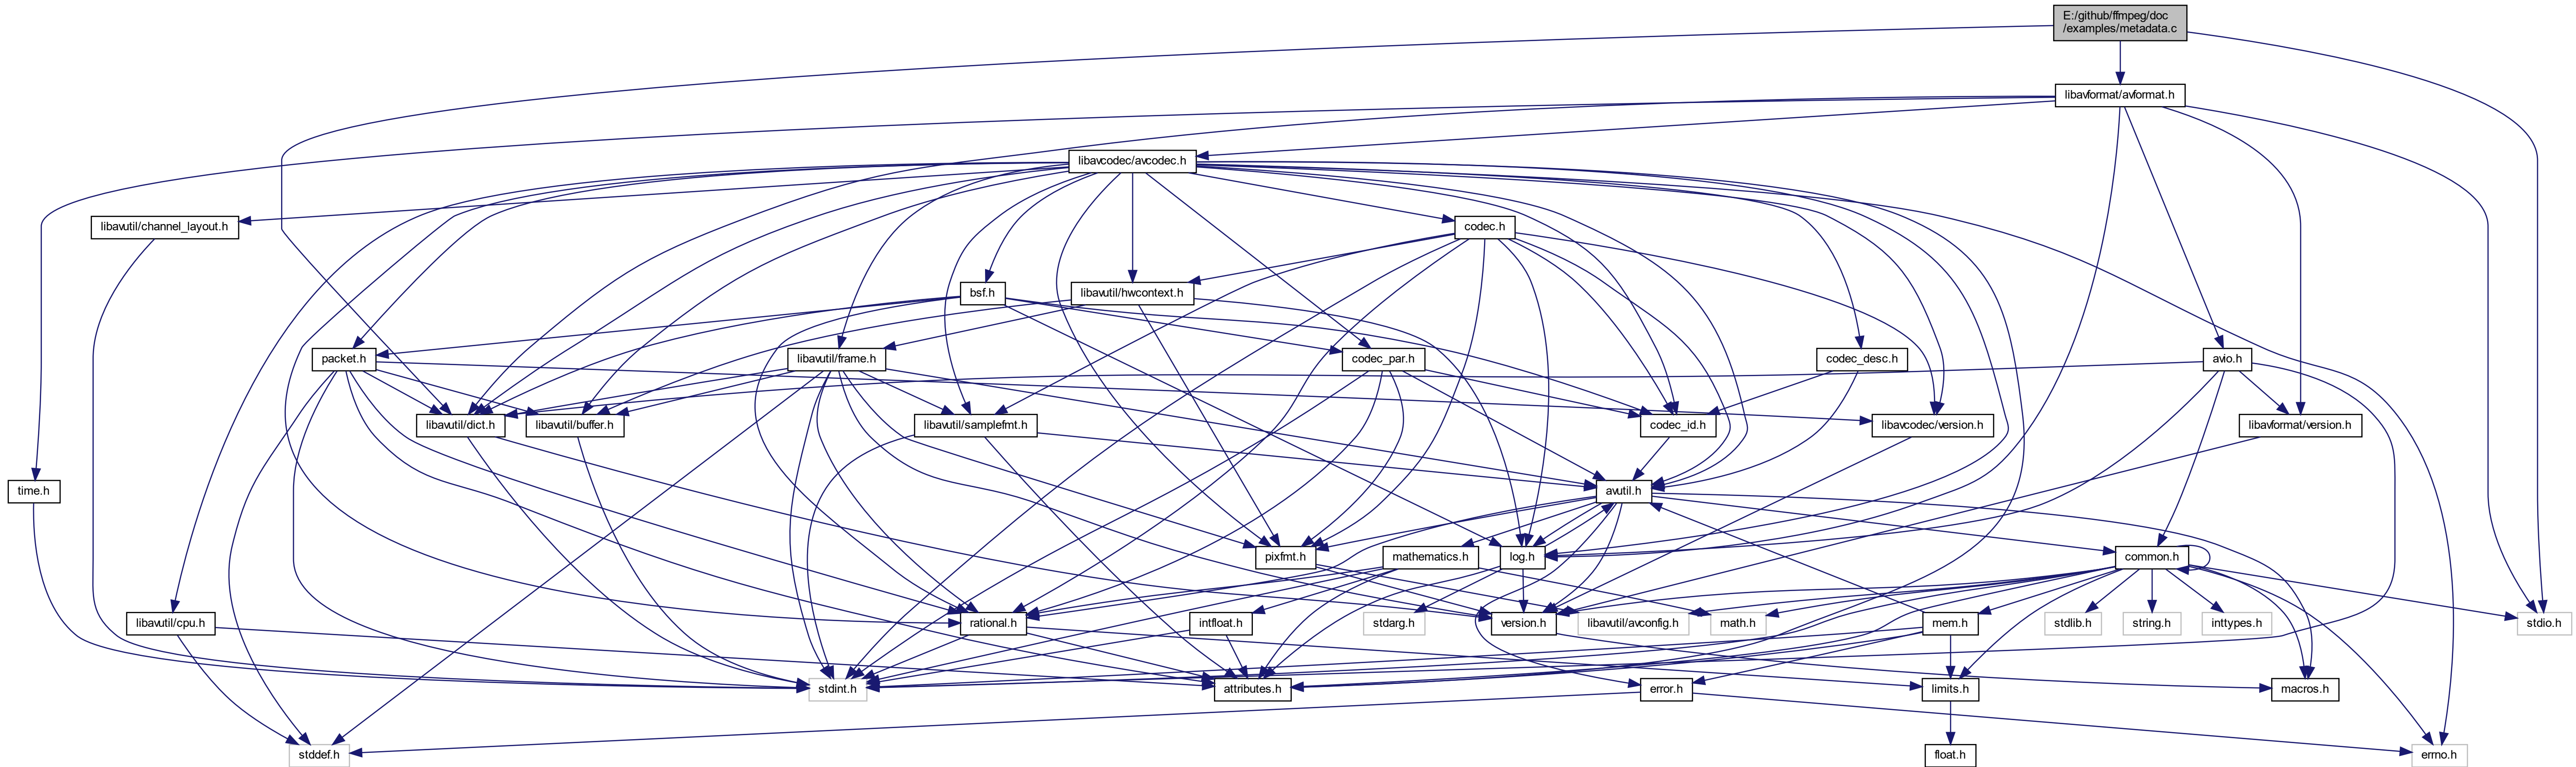 E:/github/ffmpeg/doc
/examples/metadata.c
libavformat/avformat.h
libavcodec/avcodec.h
libavutil/channel_layout.h
codec.h
bsf.h
libavutil/hwcontext.h
packet.h
libavutil/frame.h
codec_par.h
codec_desc.h
avio.h
libavutil/dict.h
libavutil/buffer.h
libavutil/samplefmt.h
codec_id.h
libavcodec/version.h
libavformat/version.h
time.h
avutil.h
pixfmt.h
mathematics.h
log.h
common.h
libavutil/cpu.h
rational.h
intfloat.h
stdarg.h
version.h
libavutil/avconfig.h
math.h
mem.h
stdlib.h
string.h
inttypes.h
stdio.h
stdint.h
attributes.h
error.h
limits.h
macros.h
stddef.h
float.h
errno.h